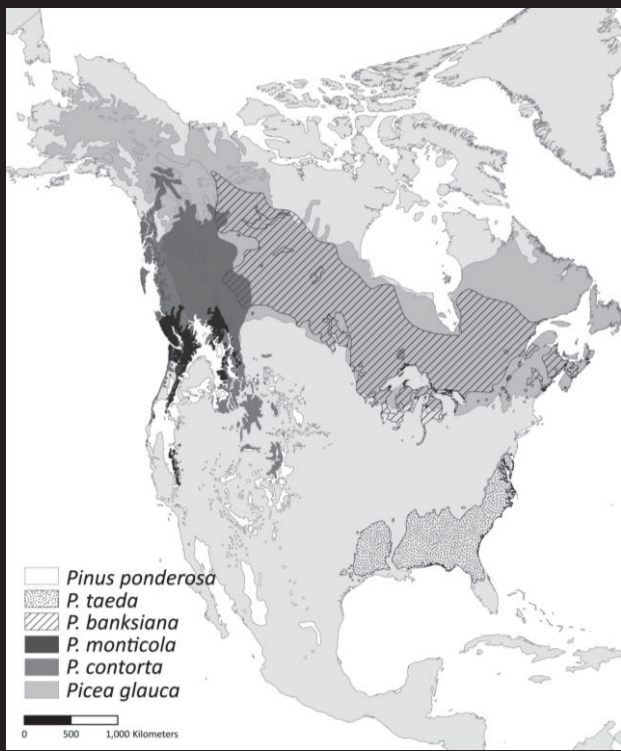 Pinus ponderosa
P. taeda
P. banksiana
P. monticola
P. contorta
Picea glauca
0 500 1,000 Kilometers